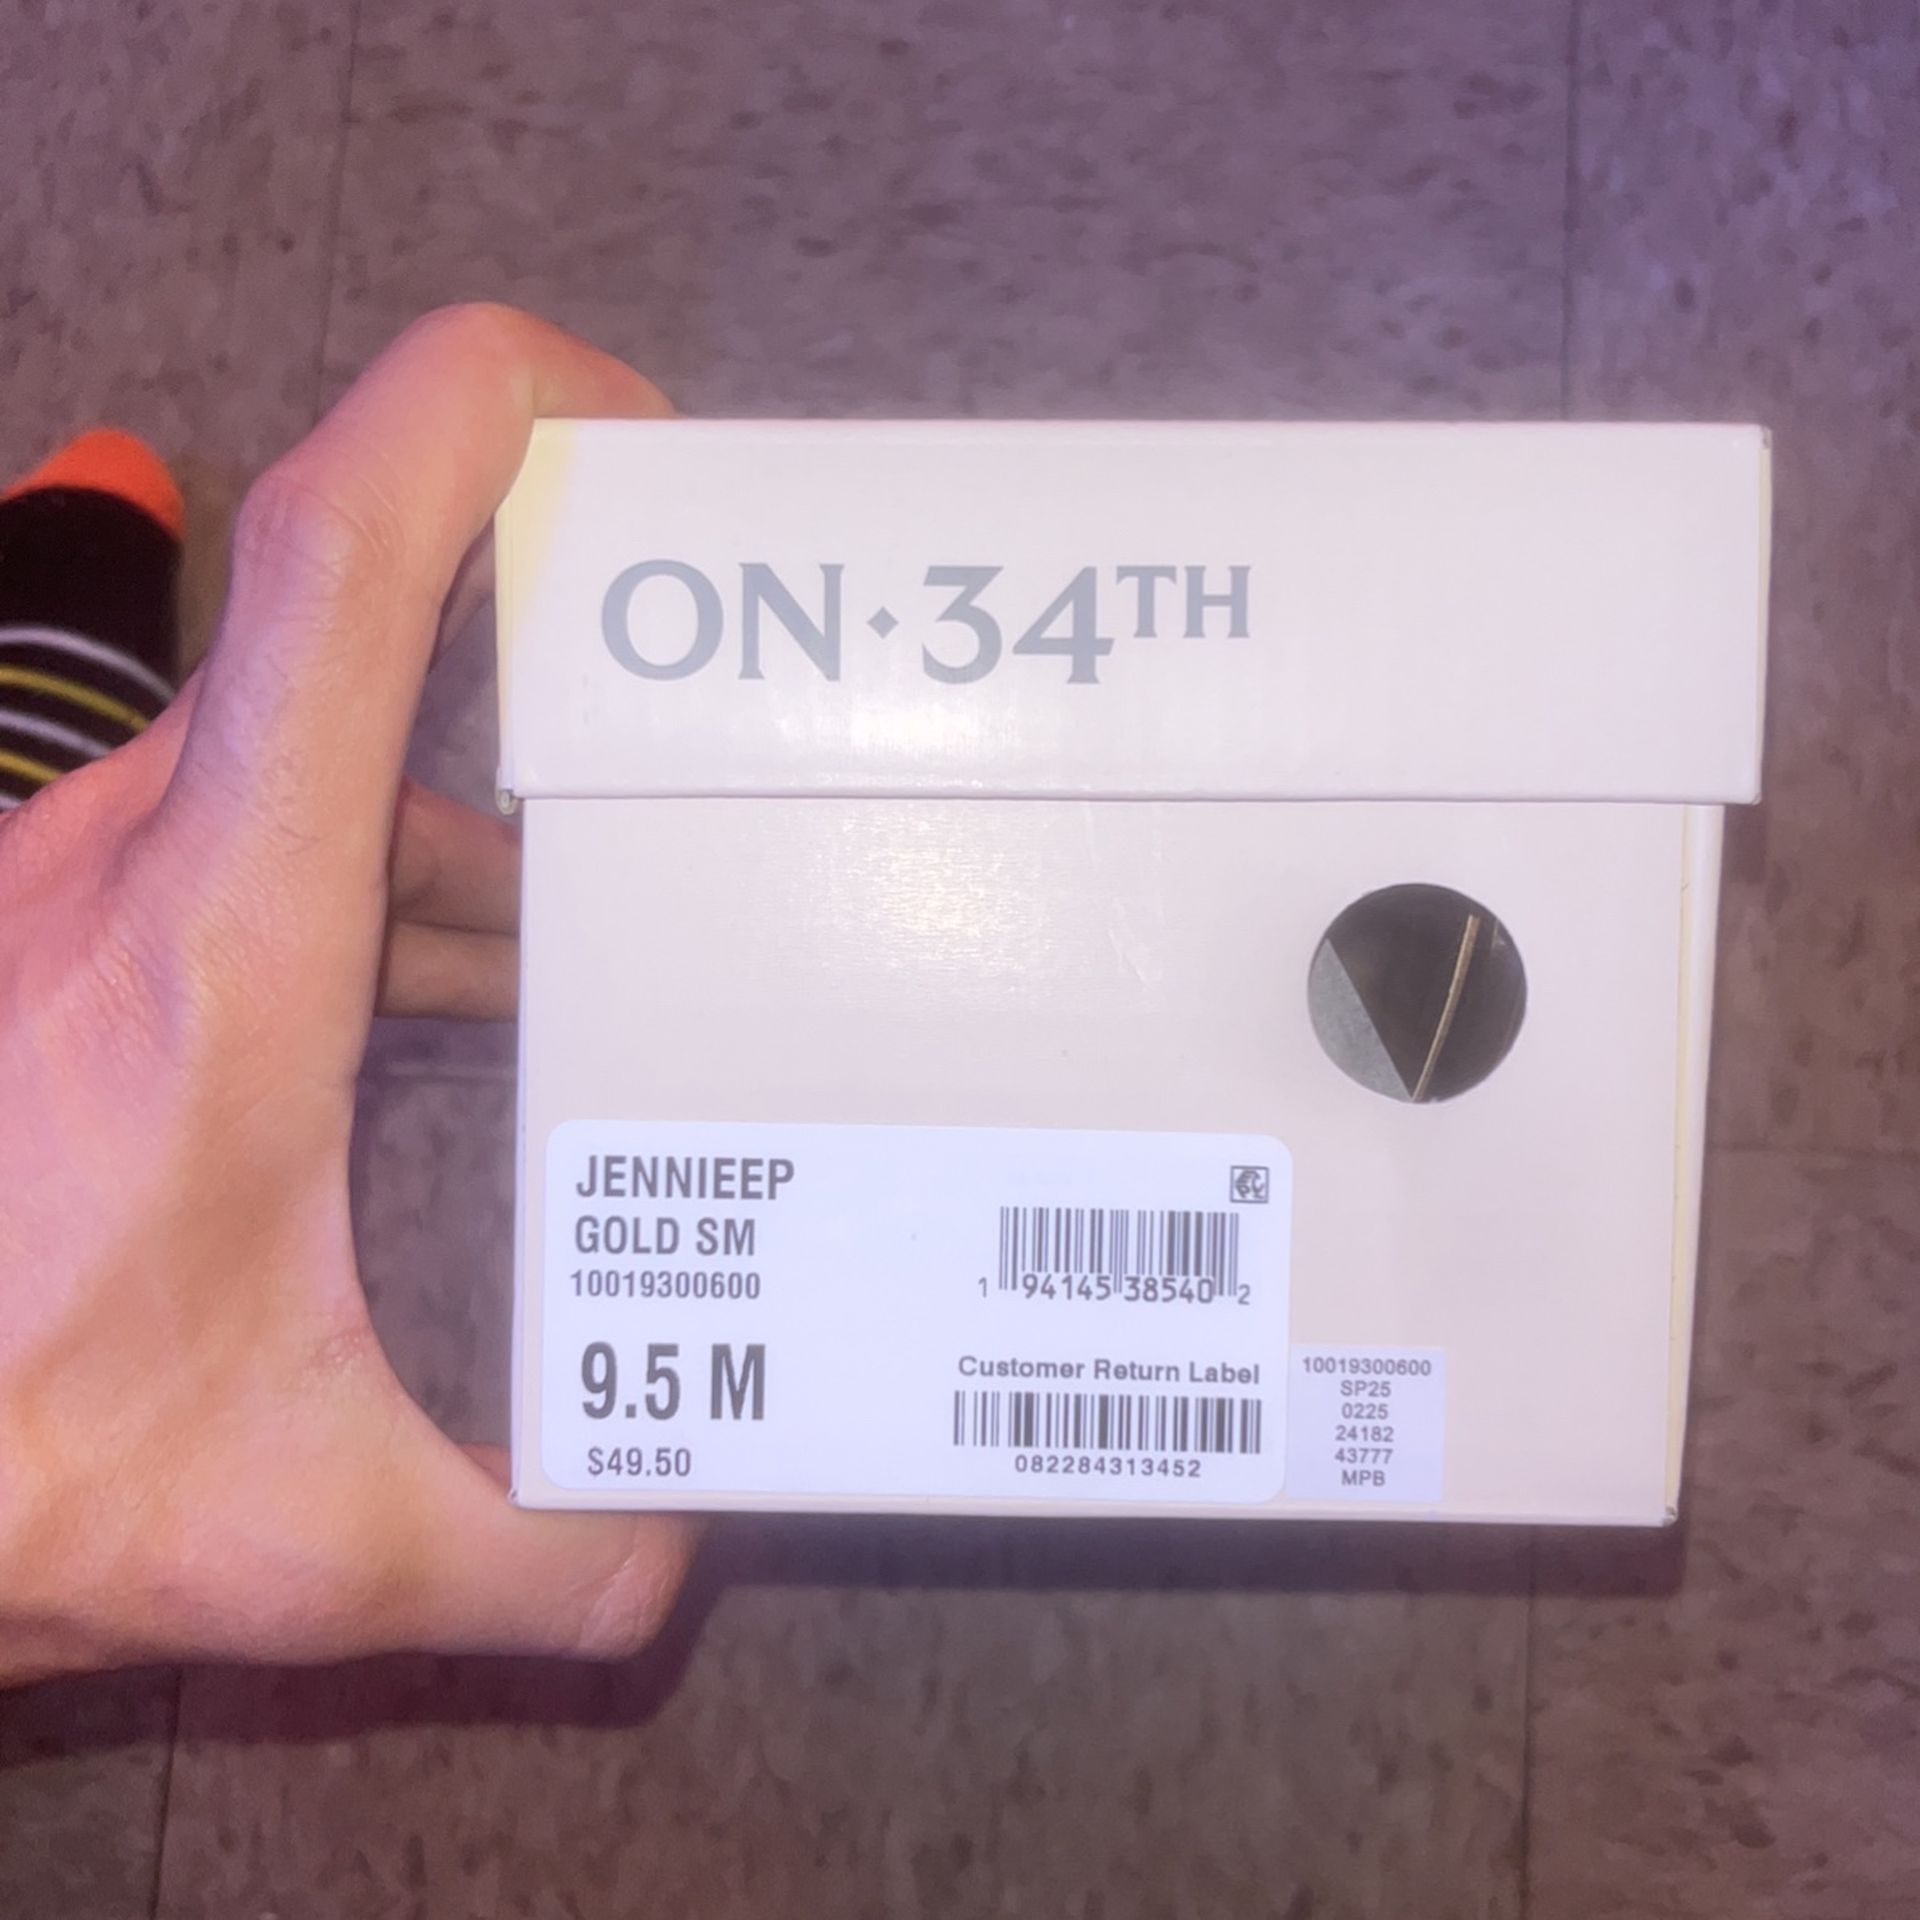 ON·34TH
JENNIEEP
GOLD SM
10019300600
9.5 M
$49.50
1 94145 38540 2
Customer Return Label
082284313452
10019300600
SP25
0225
24182
43777
MPB